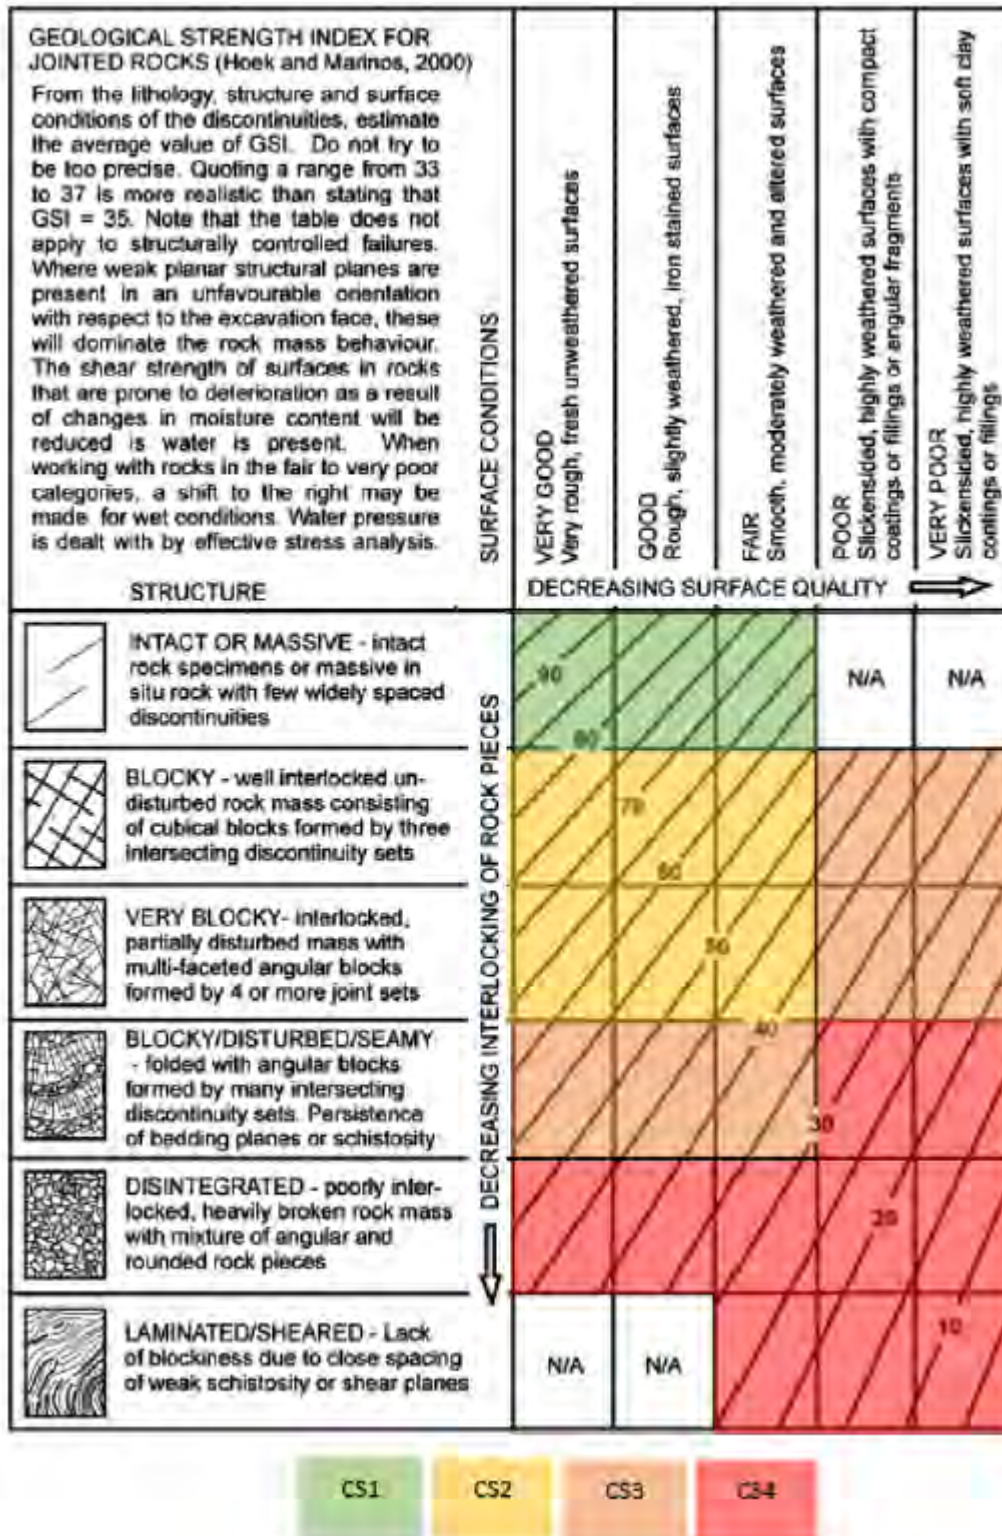 GEOLOGICAL STRENGTH INDEX FOR
JOINTED ROCKS (Hoek and Marinos, 2000)
From the lithology, structure and surface
conditions of the discontinuities, estimate
the average value of GSI. Do not try to
be too precise. Quoting a range from 33
to 37 is more realistic than stating that
GSI = 35. Note that the table does not
apply to structurally controlled failures.
Where weak planar structural planes are
present in an unfavourable orientation
with respect to the excavation face, these
will dominate the rock mass behaviour.
The shear strength of surfaces in rocks
that are prone to deterioration as a result
of changes in moisture content will be
reduced is water is present. When
working with rocks in the fair to very poor
categories, a shift to the right may be
made for wet conditions. Water pressure
is dealt with by effective stress analysis.
STRUCTURE
SURFACE CONDITIONS
VERY GOOD
Very rough, fresh unweathered surfaces
GOOD
Rough, slightly weathered, iron stained surfaces
FAIR
Smooth, moderately weathered and altered surfaces
POOR
Slickensided, highly weathered surfaces with compact
coatings or fillings or angular fragments
VERY POOR
Slickensided, highly weathered surfaces with soft clay
coatings or fillings
DECREASING SURFACE QUALITY
DECREASING INTERLOCKING OF ROCK PIECES
INTACT OR MASSIVE - intact
rock specimens or massive in
situ rock with few widely spaced
discontinuities
90
80
N/A
N/A
BLOCKY - well interlocked un-
disturbed rock mass consisting
of cubical blocks formed by three
intersecting discontinuity sets
70
60
VERY BLOCKY- interlocked,
partially disturbed mass with
multi-faceted angular blocks
formed by 4 or more joint sets
50
40
BLOCKY/DISTURBED/SEAMY
- folded with angular blocks
formed by many intersecting
discontinuity sets. Persistence
of bedding planes or schistosity
30
DISINTEGRATED - poorly inter-
locked, heavily broken rock mass
with mixture of angular and
rounded rock pieces
20
LAMINATED/SHEARED - Lack
of blockiness due to close spacing
of weak schistosity or shear planes
N/A
N/A
10
CS1
CS2
CS3
CS4